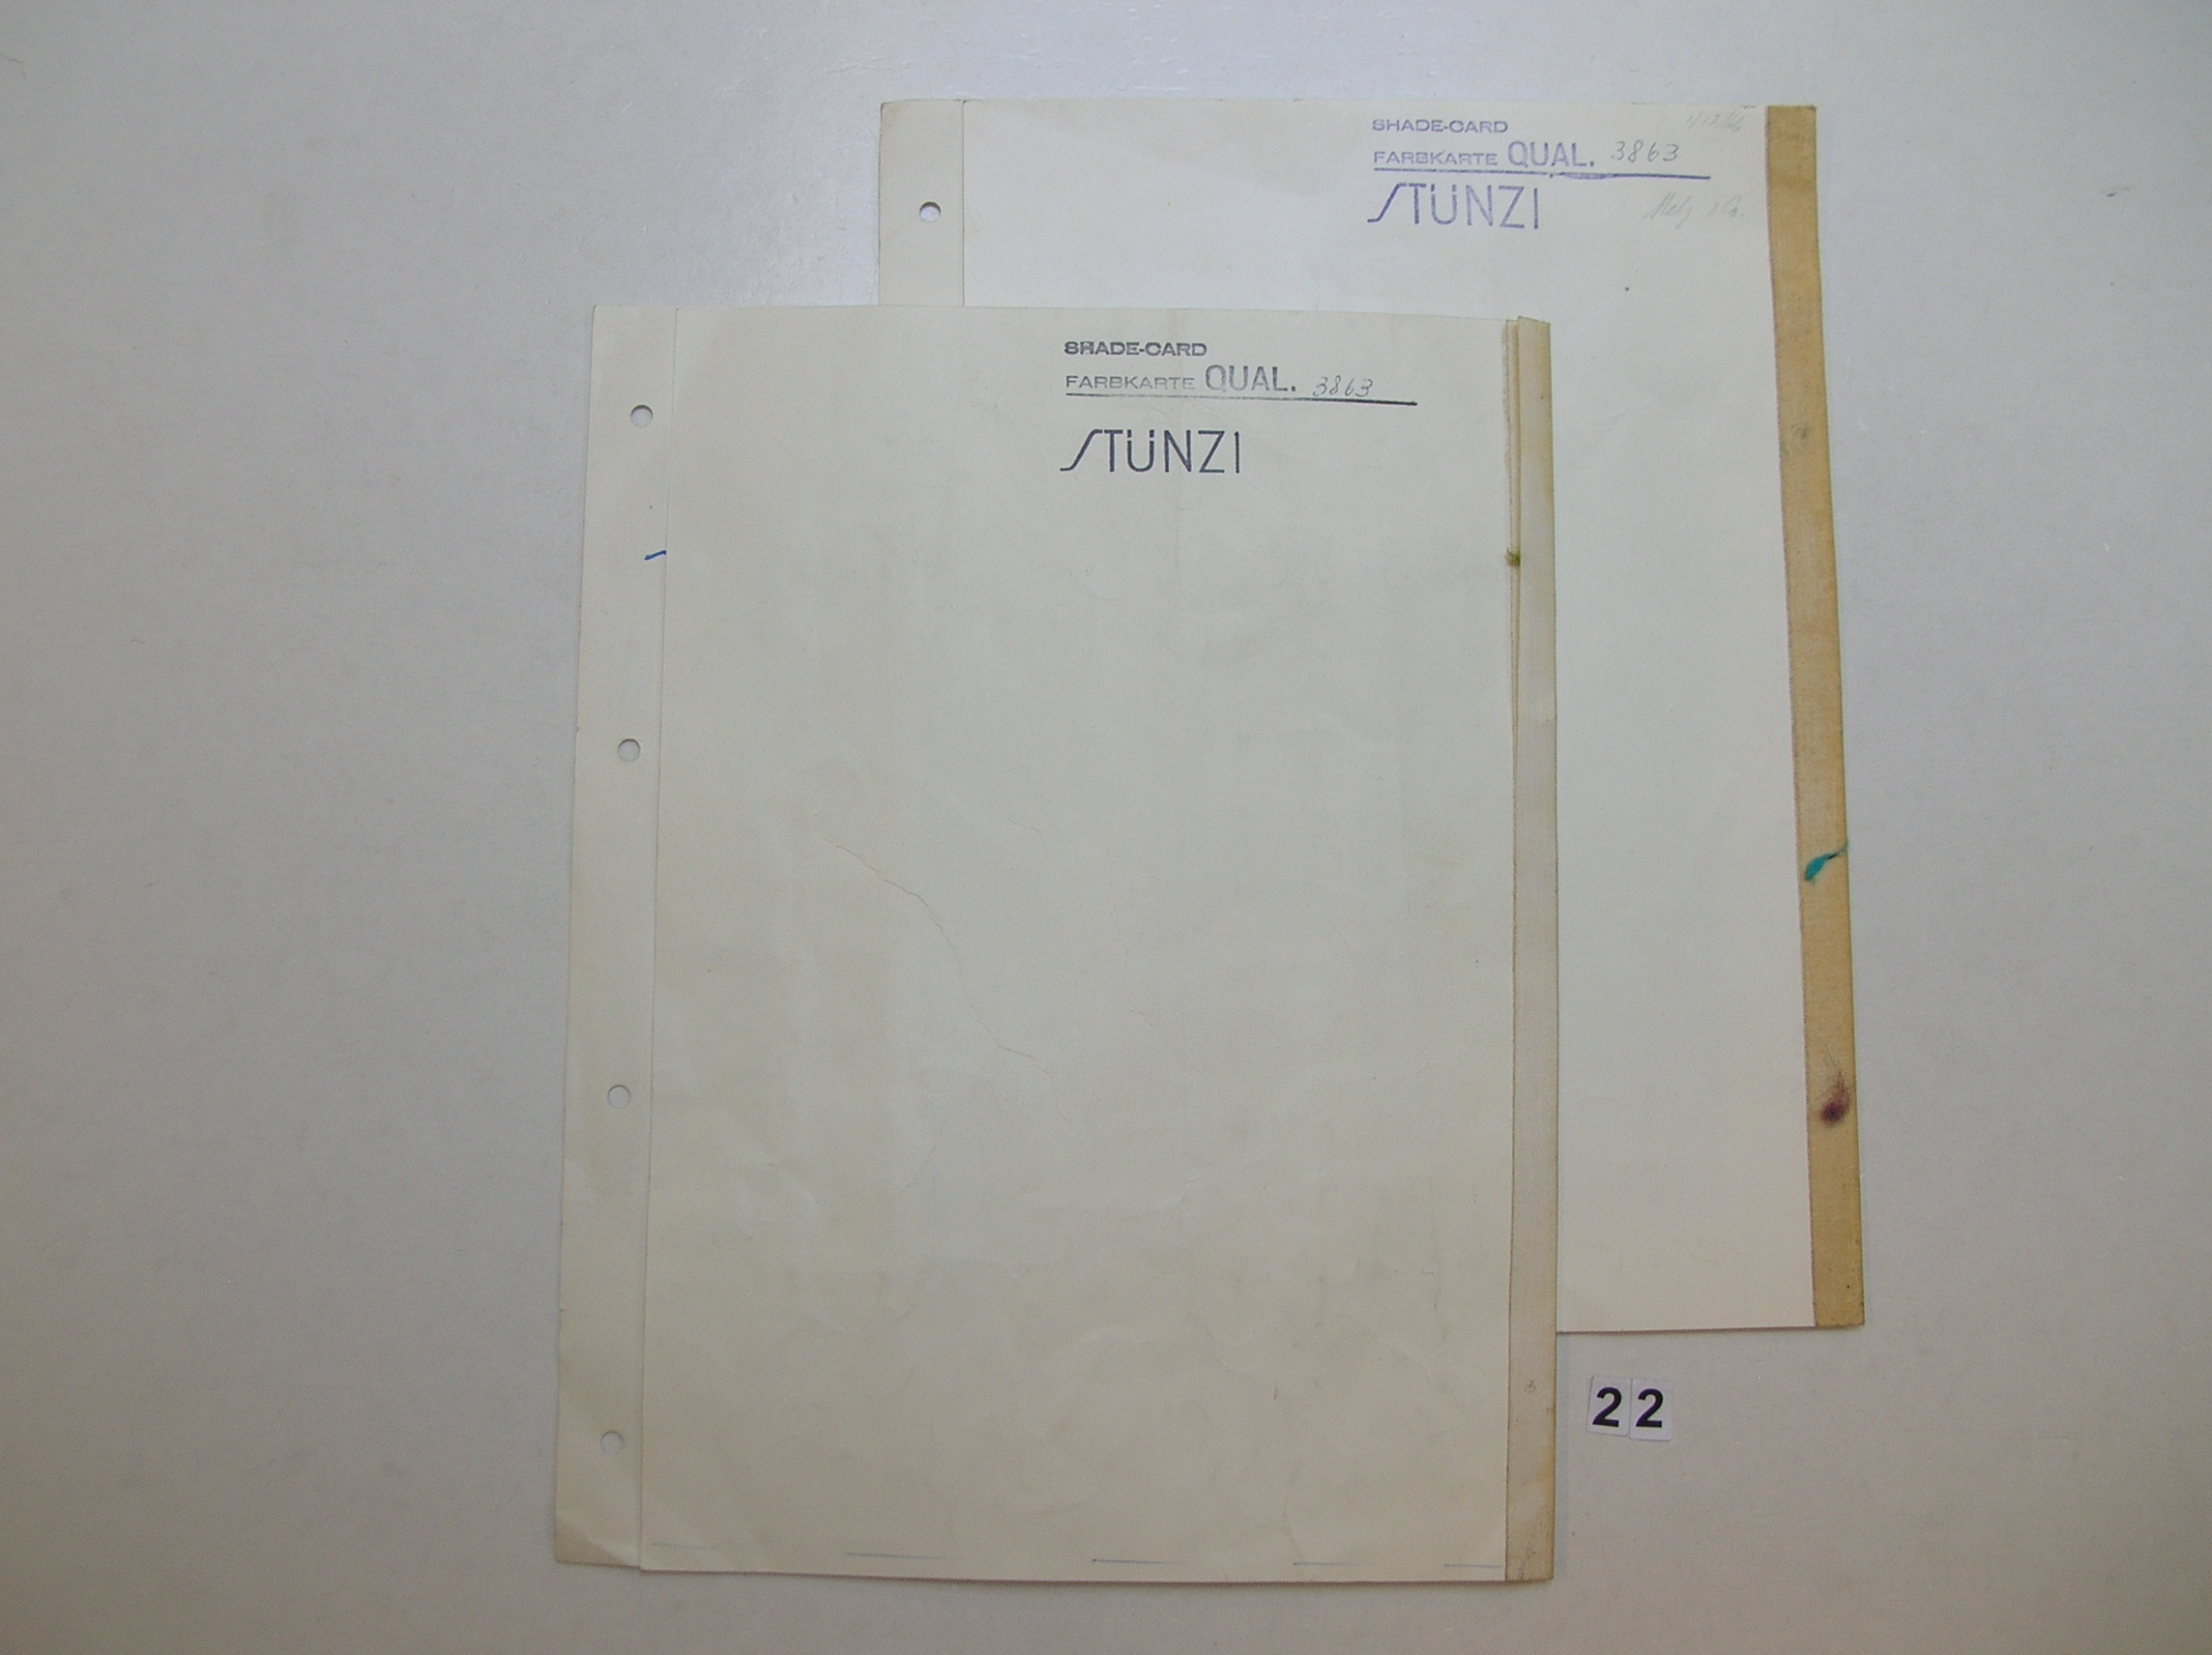 SHADE-CARD
FARBKARTE QUAL. 3863
STÜNZI
SHADE-CARD
FARBKARTE QUAL. 3863
STÜNZI
22